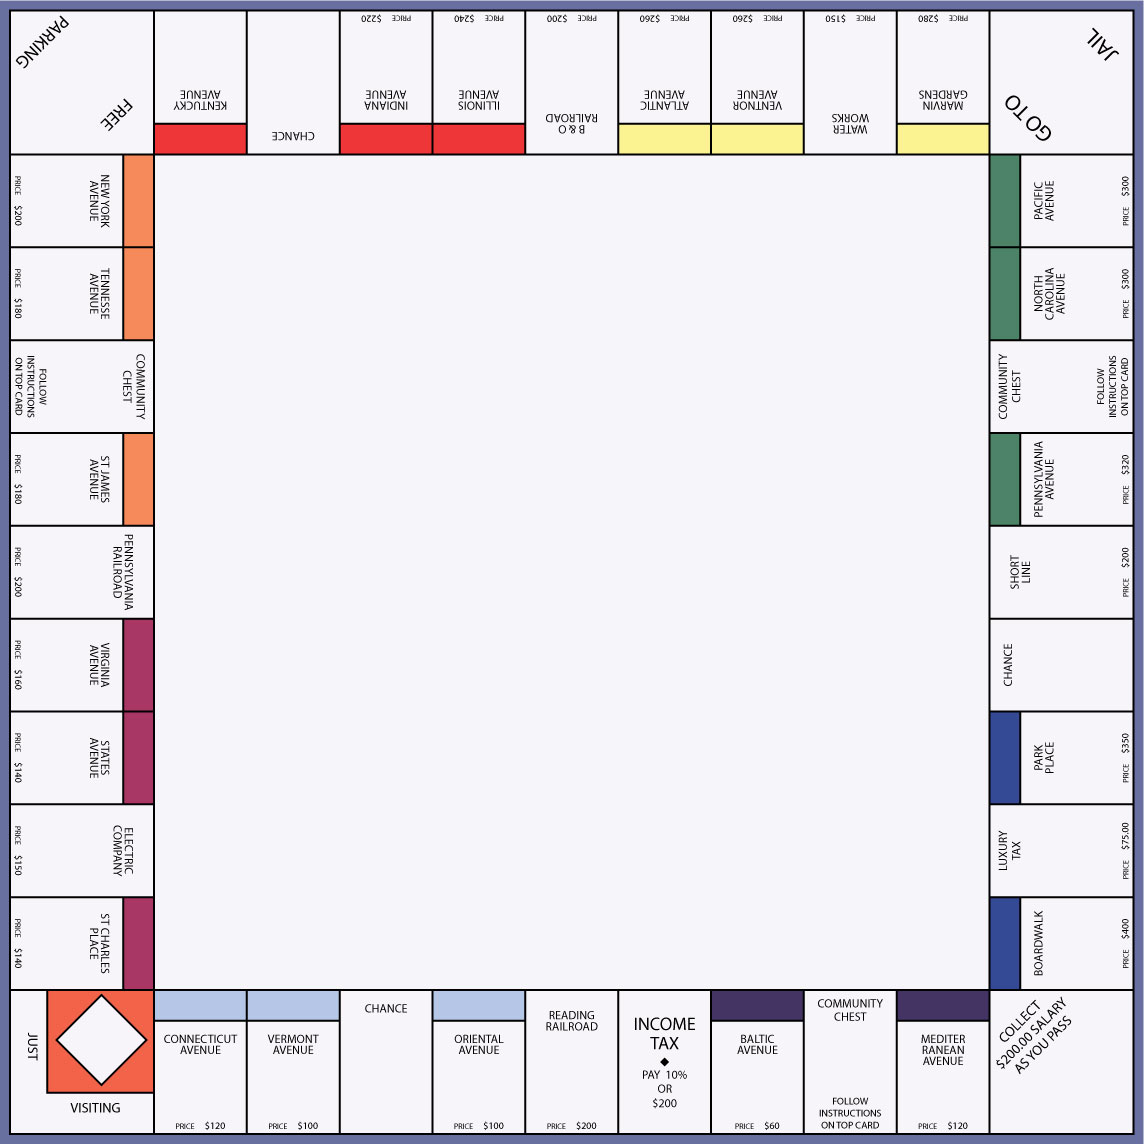 PARKING
FREE
KENTUCKY
AVENUE
CHANCE
INDIANA
AVENUE
PRICE $220
ILLINOIS
AVENUE
PRICE $240
B & O
RAILROAD
PRICE $200
ATLANTIC
AVENUE
PRICE $260
VENTNOR
AVENUE
PRICE $260
WATER
WORKS
PRICE $150
MARVIN
GARDENS
PRICE $280
GO TO
JAIL
PACIFIC
AVENUE
PRICE $300
NORTH
CAROLINA
AVENUE
PRICE $300
COMMUNITY
CHEST
FOLLOW
INSTRUCTIONS
ON TOP CARD
PENNSYLVANIA
AVENUE
PRICE $320
SHORT
LINE
PRICE $200
CHANCE
PARK
PLACE
PRICE $350
LUXURY
TAX
PRICE $75.00
BOARDWALK
PRICE $400
COLLECT
$200.00 SALARY
AS YOU PASS
MEDITER
RANEAN
AVENUE
PRICE $120
COMMUNITY
CHEST
FOLLOW
INSTRUCTIONS
ON TOP CARD
BALTIC
AVENUE
PRICE $60
INCOME
TAX
PAY 10%
OR
$200
READING
RAILROAD
PRICE $200
ORIENTAL
AVENUE
PRICE $100
CHANCE
VERMONT
AVENUE
PRICE $100
CONNECTICUT
AVENUE
PRICE $120
JUST
VISITING
ST CHARLES
PLACE
PRICE $140
ELECTRIC
COMPANY
PRICE $150
STATES
AVENUE
PRICE $140
VIRGINIA
AVENUE
PRICE $160
PENNSYLVANIA
RAILROAD
PRICE $200
ST JAMES
AVENUE
PRICE $180
COMMUNITY
CHEST
FOLLOW
INSTRUCTIONS
ON TOP CARD
TENNESSE
AVENUE
PRICE $180
NEW YORK
AVENUE
PRICE $200